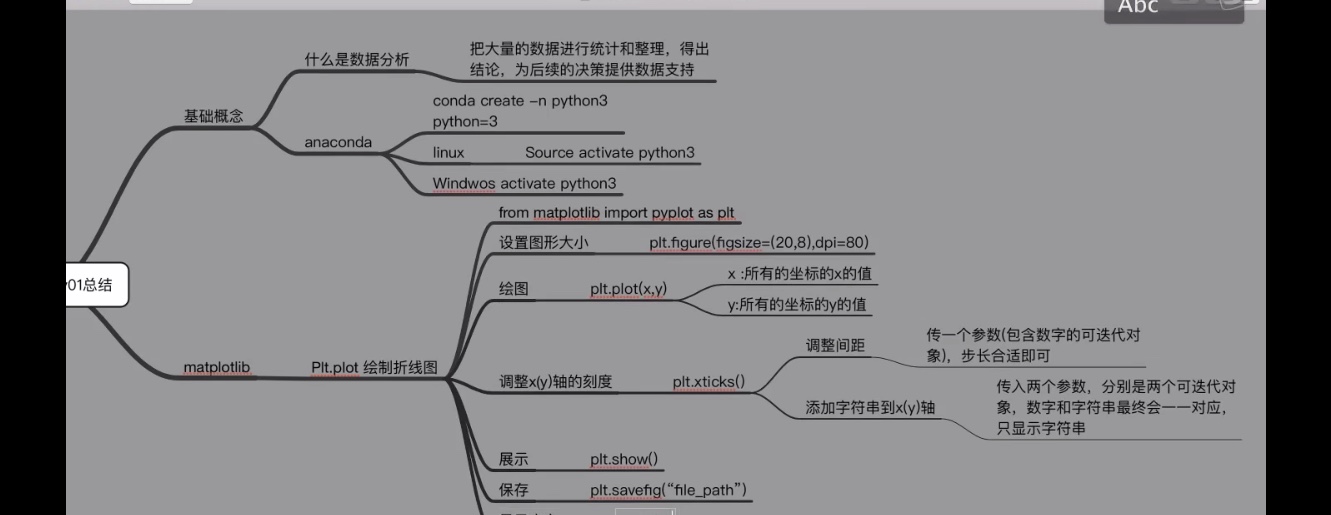 Abc
什么是数据分析
把大量的数据进行统计和整理，得出
结论，为后续的决策提供数据支持
基础概念
conda create -n python3
python=3
anaconda
linux Source activate python3
Windwos activate python3
from matplotlib import pyplot as plt
设置图形大小 plt.figure(figsize=(20,8),dpi=80)
x :所有的坐标的x的值
01总结
绘图 plt.plot(x,y)
y:所有的坐标的y的值
传一个参数(包含数字的可迭代对
象)，步长合适即可
调整间距
matplotlib Plt.plot 绘制折线图
调整x(y)轴的刻度 plt.xticks()
传入两个参数，分别是两个可迭代对
象，数字和字符串最终会一一对应，
只显示字符串
添加字符串到x(y)轴
展示 plt.show()
保存 plt.savefig(“file_path”)